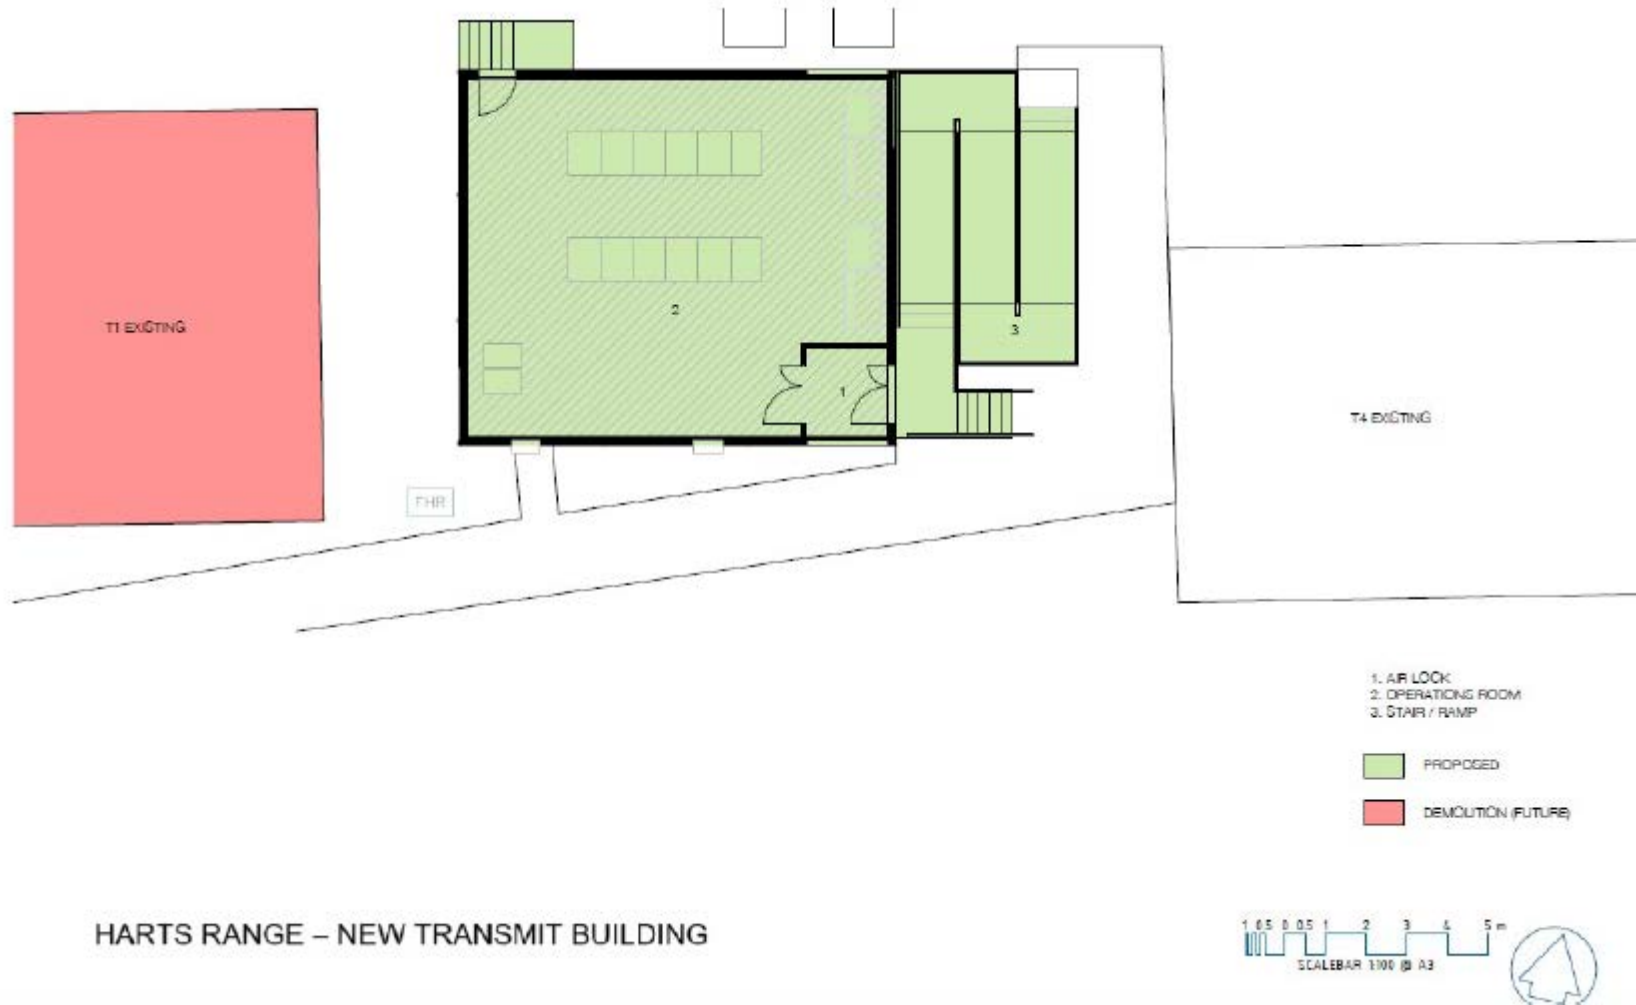 T1 EXISTING
2
1
3
T4 EXISTING
FHR
1. AIR LOCK
2. OPERATIONS ROOM
3. STAIR / RAMP
PROPOSED
DEMOLITION (FUTURE)
HARTS RANGE – NEW TRANSMIT BUILDING
1 0.5 0 0.5 1 2 3 4 5 m
SCALEBAR 1:100 @ A3